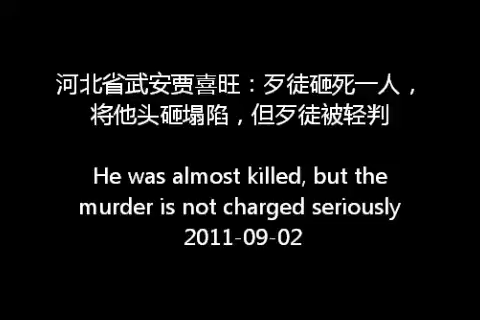 河北省武安贾喜旺：歹徒砸死一人，
将他头砸塌陷，但歹徒被轻判
He was almost killed, but the
murder is not charged seriously
2011-09-02